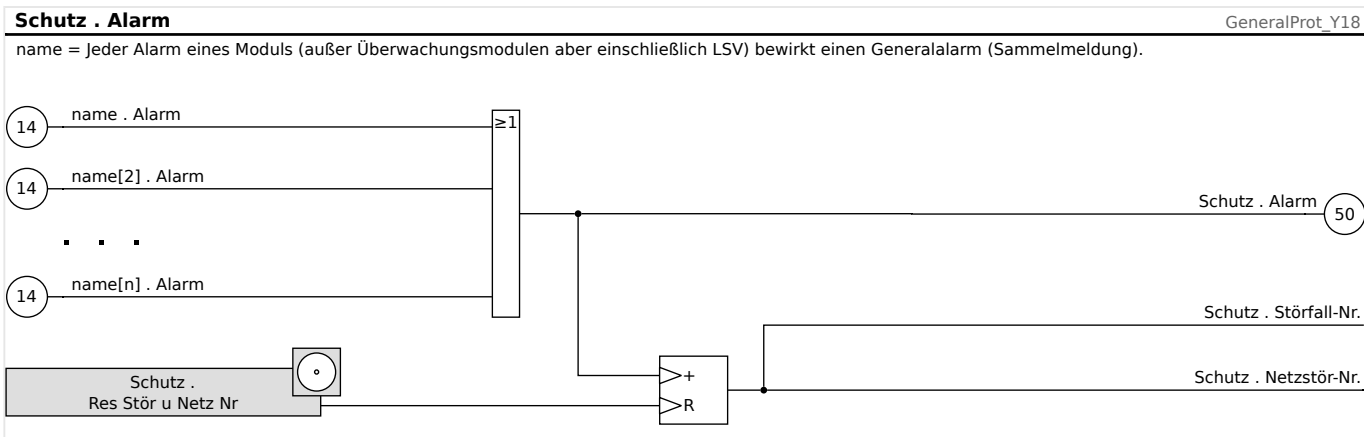 Schutz . Alarm
GeneralProt_Y18
name = Jeder Alarm eines Moduls (außer Überwachungsmodulen aber einschließlich LSV) bewirkt einen Generalalarm (Sammelmeldung).
14
name . Alarm
≥1
14
name[2] . Alarm
Schutz . Alarm
50
. . .
14
name[n] . Alarm
Schutz . Störfall-Nr.
Schutz .
Res Stör u Netz Nr
+
R
Schutz . Netzstör-Nr.